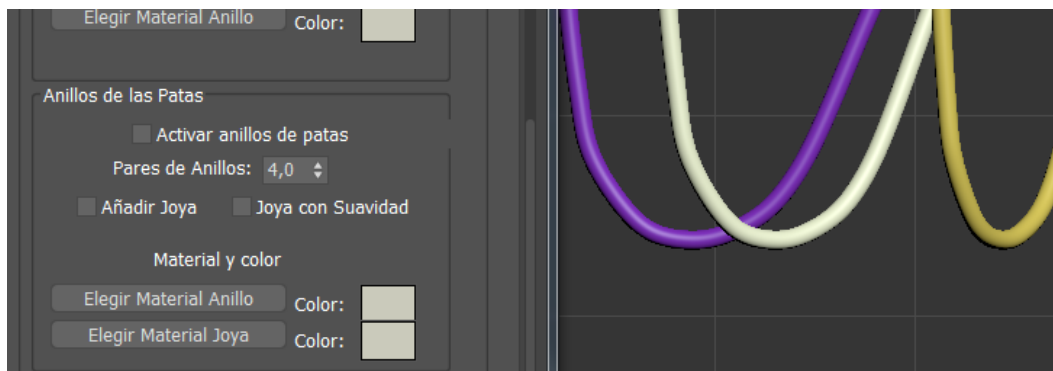 Elegir Material Anillo Color:
Anillos de las Patas
Activar anillos de patas
Pares de Anillos: 4,0
Añadir Joya Joya con Suavidad
Material y color
Elegir Material Anillo Color:
Elegir Material Joya Color: